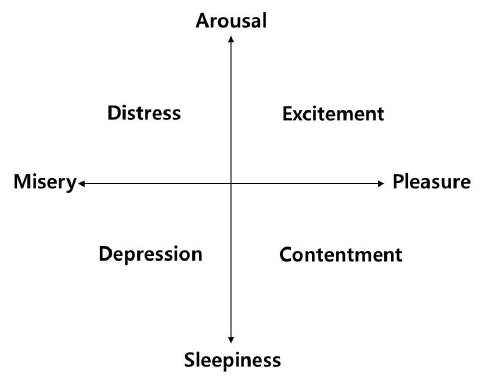 Arousal
Distress Excitement
Misery Pleasure
Depression Contentment
Sleepiness